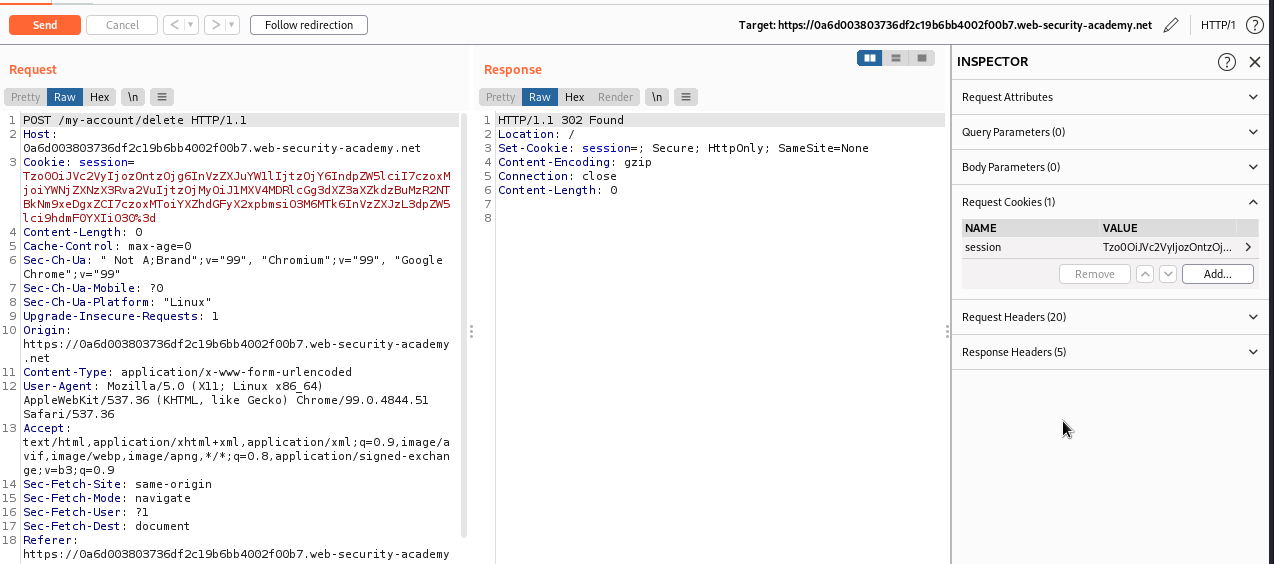 Send Cancel < > Follow redirection Target: https://0a6d003803736df2c19b6bb4002f00b7.web-security-academy.net HTTP/1 ?
Request
Pretty Raw Hex \n
1 POST /my-account/delete HTTP/1.1
2 Host:
0a6d003803736df2c19b6bb4002f00b7.web-security-academy.net
3 Cookie: session=
Tzo0OiJVc2VyIjozOntzOjg6InVzZXJuYW1lIjtzOjY6IndpZW5lciI7czoxM
joiYWNjZXNzX3Rva2VuIjtzOjMyOiJ1MXV4MDRlcGg3dXZ3aXZkdzBuMzR2NT
BkNm9xeDgxZCI7czoxMToiYXZhdGFyX2xpbmsiO3M6MTk6InVzZXJzL3dpZW5
lci9hdmF0YXIiO30%3d
4 Content-Length: 0
5 Cache-Control: max-age=0
6 Sec-Ch-Ua: " Not A;Brand";v="99", "Chromium";v="99", "Google
Chrome";v="99"
7 Sec-Ch-Ua-Mobile: ?0
8 Sec-Ch-Ua-Platform: "Linux"
9 Upgrade-Insecure-Requests: 1
10 Origin:
https://0a6d003803736df2c19b6bb4002f00b7.web-security-academy
.net
11 Content-Type: application/x-www-form-urlencoded
12 User-Agent: Mozilla/5.0 (X11; Linux x86_64)
AppleWebKit/537.36 (KHTML, like Gecko) Chrome/99.0.4844.51
Safari/537.36
13 Accept:
text/html,application/xhtml+xml,application/xml;q=0.9,image/a
vif,image/webp,image/apng,*/*;q=0.8,application/signed-exchan
ge;v=b3;q=0.9
14 Sec-Fetch-Site: same-origin
15 Sec-Fetch-Mode: navigate
16 Sec-Fetch-User: ?1
17 Sec-Fetch-Dest: document
18 Referer:
https://0a6d003803736df2c19b6bb4002f00b7.web-security-academy
Response
Pretty Raw Hex Render \n
1 HTTP/1.1 302 Found
2 Location: /
3 Set-Cookie: session=; Secure; HttpOnly; SameSite=None
4 Content-Encoding: gzip
5 Connection: close
6 Content-Length: 0
7
8
INSPECTOR ?
Request Attributes
Query Parameters (0)
Body Parameters (0)
Request Cookies (1)
NAME VALUE
session Tzo0OiJVc2VyIjozOntzOj...
Remove Add...
Request Headers (20)
Response Headers (5)